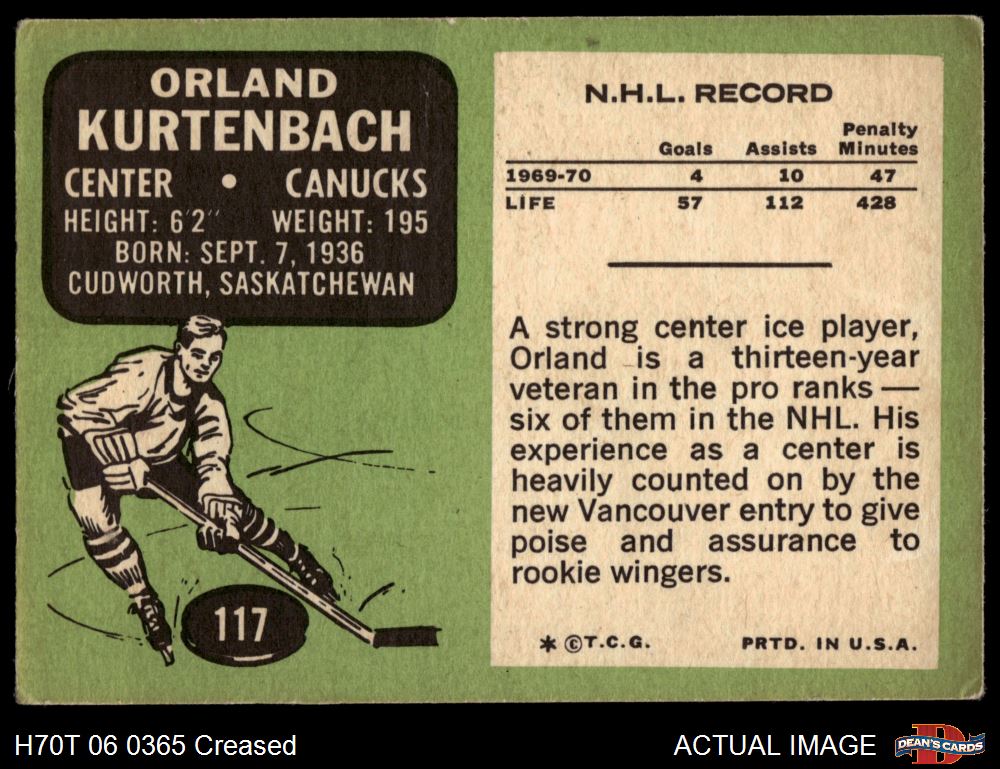 ORLAND
KURTENBACH
CENTER • CANUCKS
HEIGHT: 6'2" WEIGHT: 195
BORN: SEPT. 7, 1936
CUDWORTH, SASKATCHEWAN
117
N.H.L. RECORD
Goals Assists Penalty Minutes
1969-70 4 10 47
LIFE 57 112 428
A strong center ice player,
Orland is a thirteen-year
veteran in the pro ranks —
six of them in the NHL. His
experience as a center is
heavily counted on by the
new Vancouver entry to give
poise and assurance to
rookie wingers.
* ©T.C.G. PRTD. IN U.S.A.
H70T 06 0365 Creased
ACTUAL IMAGE
DEAN'S CARDS